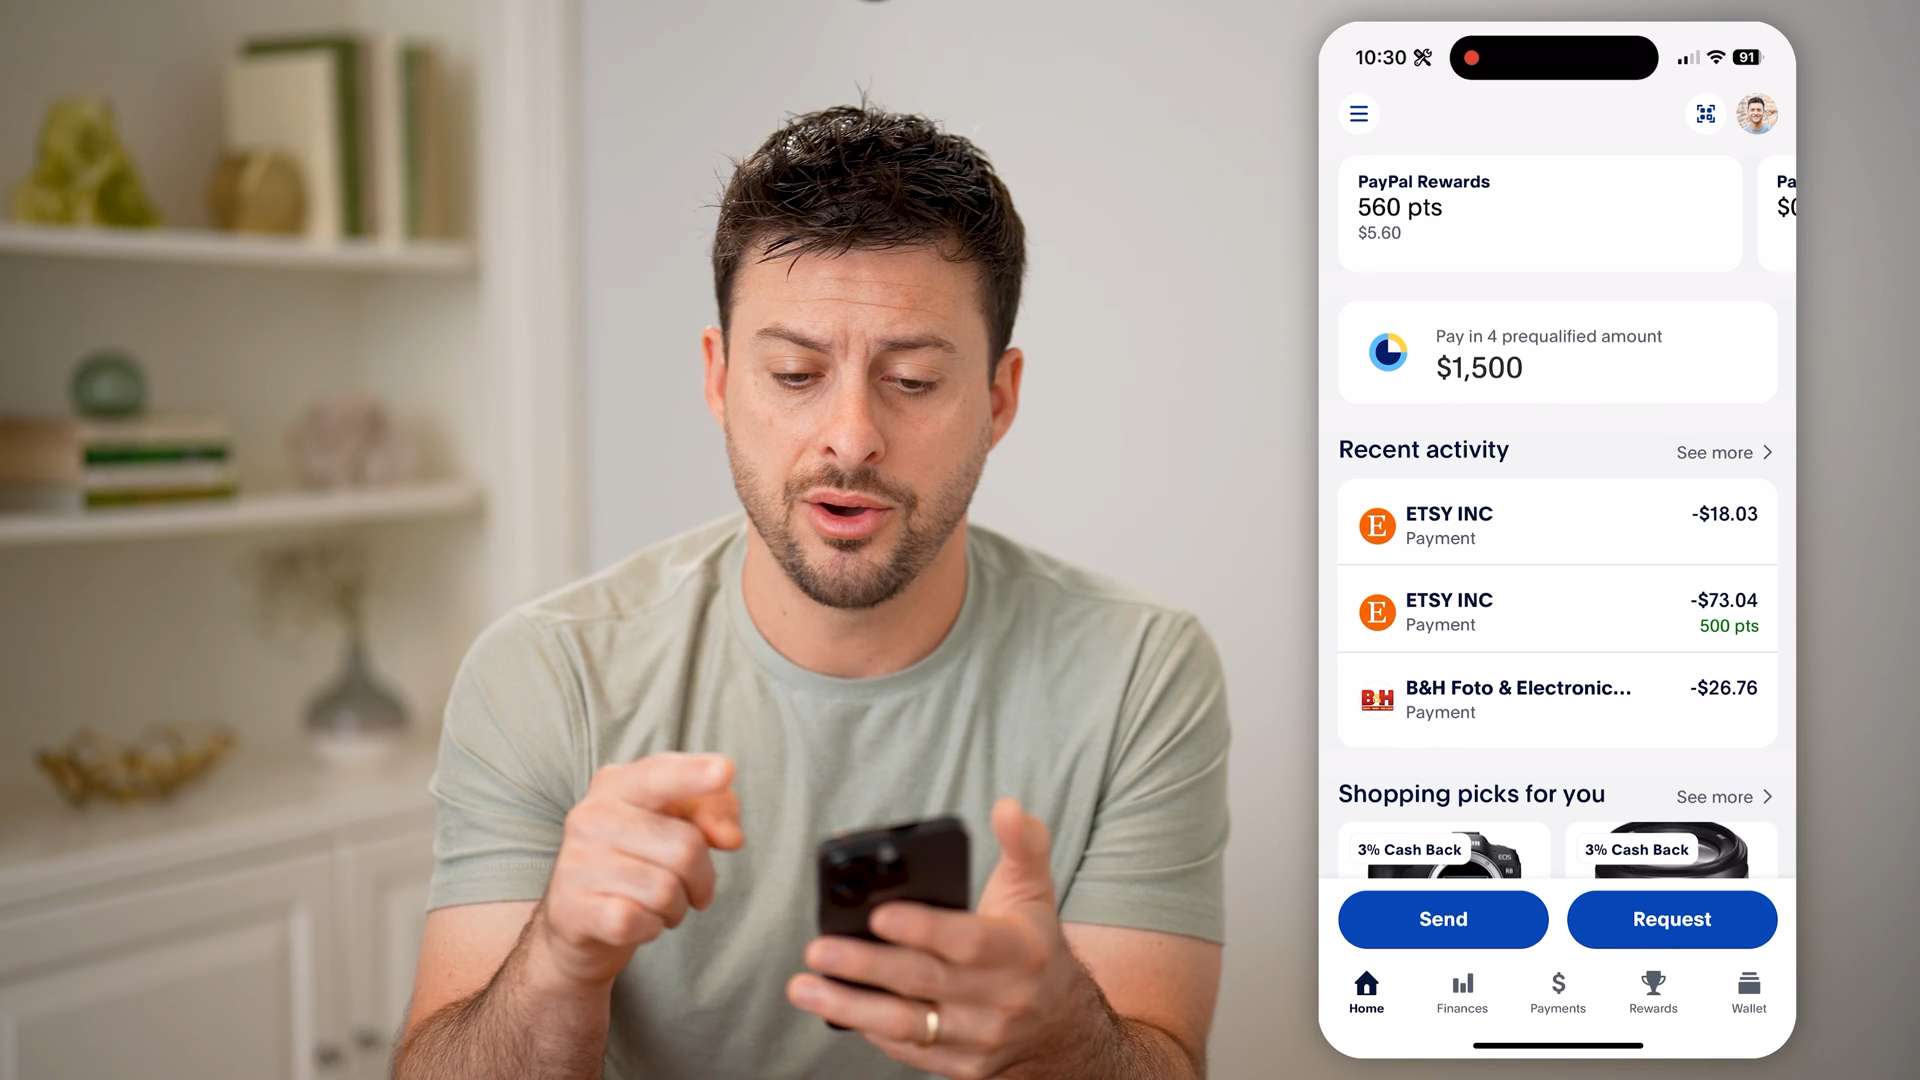 10:30
91
PayPal Rewards
560 pts
$5.60
Pa
$0
Pay in 4 prequalified amount
$1,500
Recent activity
See more
E
ETSY INC
-$18.03
Payment
E
ETSY INC
-$73.04
Payment
500 pts
B&H
B&H Foto & Electronic...
-$26.76
Payment
Shopping picks for you
See more
3% Cash Back
EOS
R8
3% Cash Back
Send
Request
Home
Finances
Payments
Rewards
Wallet